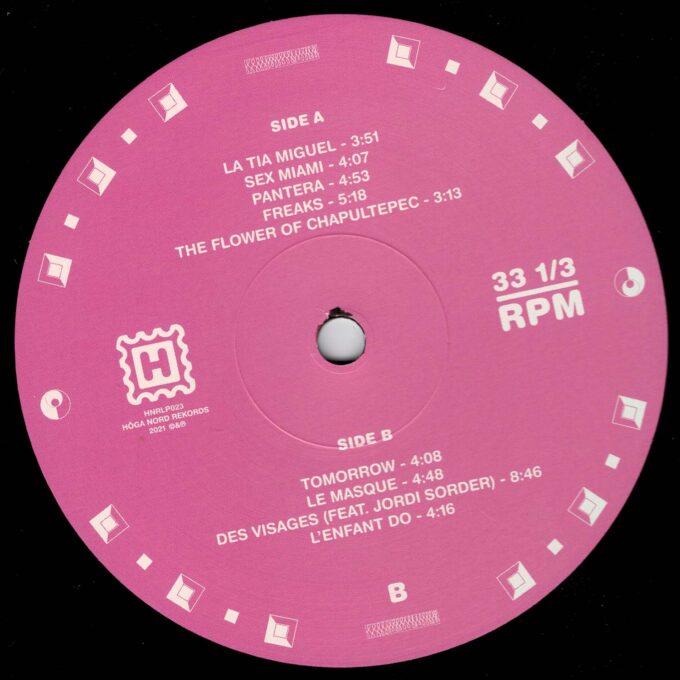 SIDE A
LA TIA MIGUEL - 3:51
SEX MIAMI - 4:07
PANTERA - 4:53
FREAKS - 5:18
THE FLOWER OF CHAPULTEPEC - 3:13
33 1/3
RPM
H
HNRLP023
HÖGA NORD REKORDS
2021 ©&℗
SIDE B
TOMORROW - 4:08
LE MASQUE - 4:48
DES VISAGES (FEAT. JORDI SORDER) - 8:46
L'ENFANT DO - 4:16
B